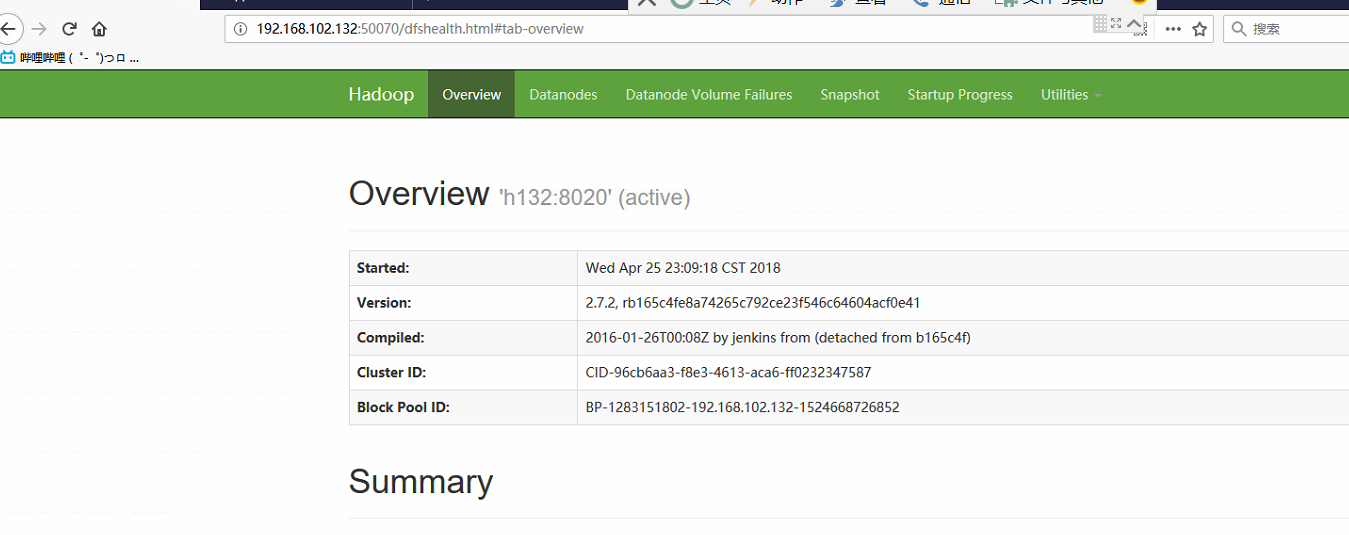 192.168.102.132:50070/dfshealth.html#tab-overview
搜索
哔哩哔哩 ( ゜- ゜)つロ ...
Hadoop Overview Datanodes Datanode Volume Failures Snapshot Startup Progress Utilities
Overview 'h132:8020' (active)
Started: Wed Apr 25 23:09:18 CST 2018
Version: 2.7.2, rb165c4fe8a74265c792ce23f546c64604acf0e41
Compiled: 2016-01-26T00:08Z by jenkins from (detached from b165c4f)
Cluster ID: CID-96cb6aa3-f8e3-4613-aca6-ff0232347587
Block Pool ID: BP-1283151802-192.168.102.132-1524668726852
Summary